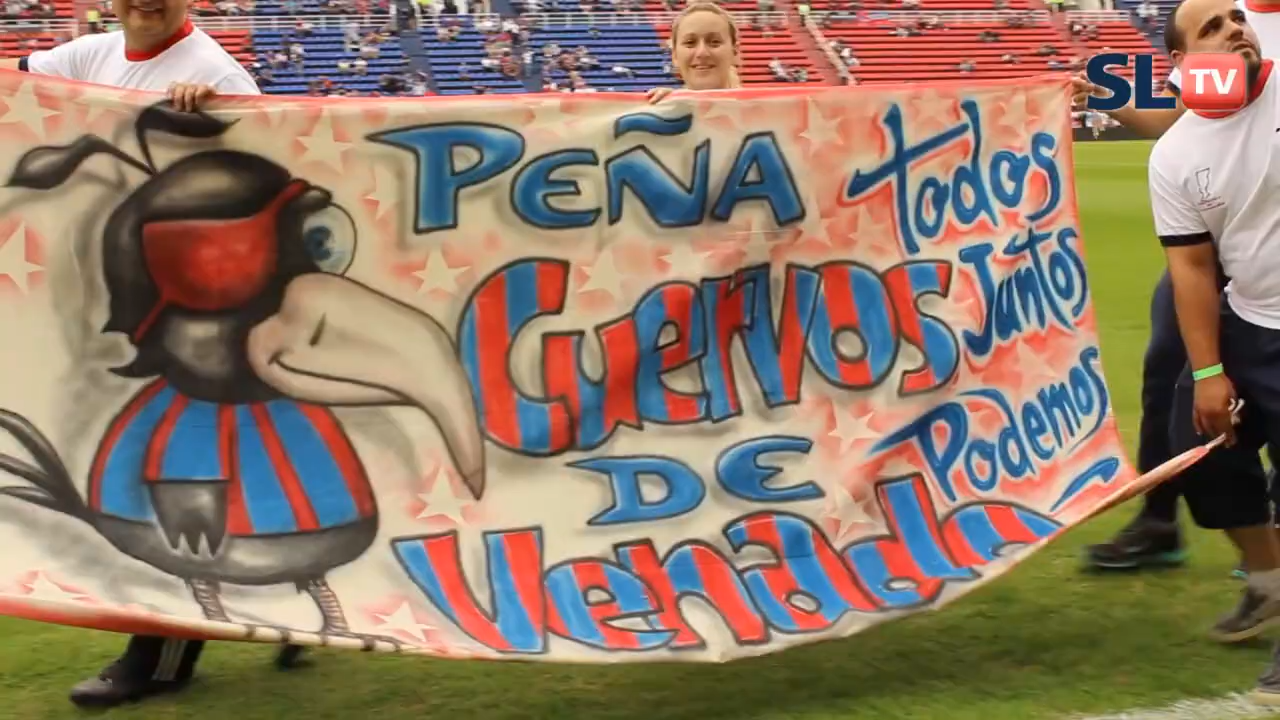 PEÑA
Cuervos
DE
Venado
todos
Juntos
Podemos
SL TV